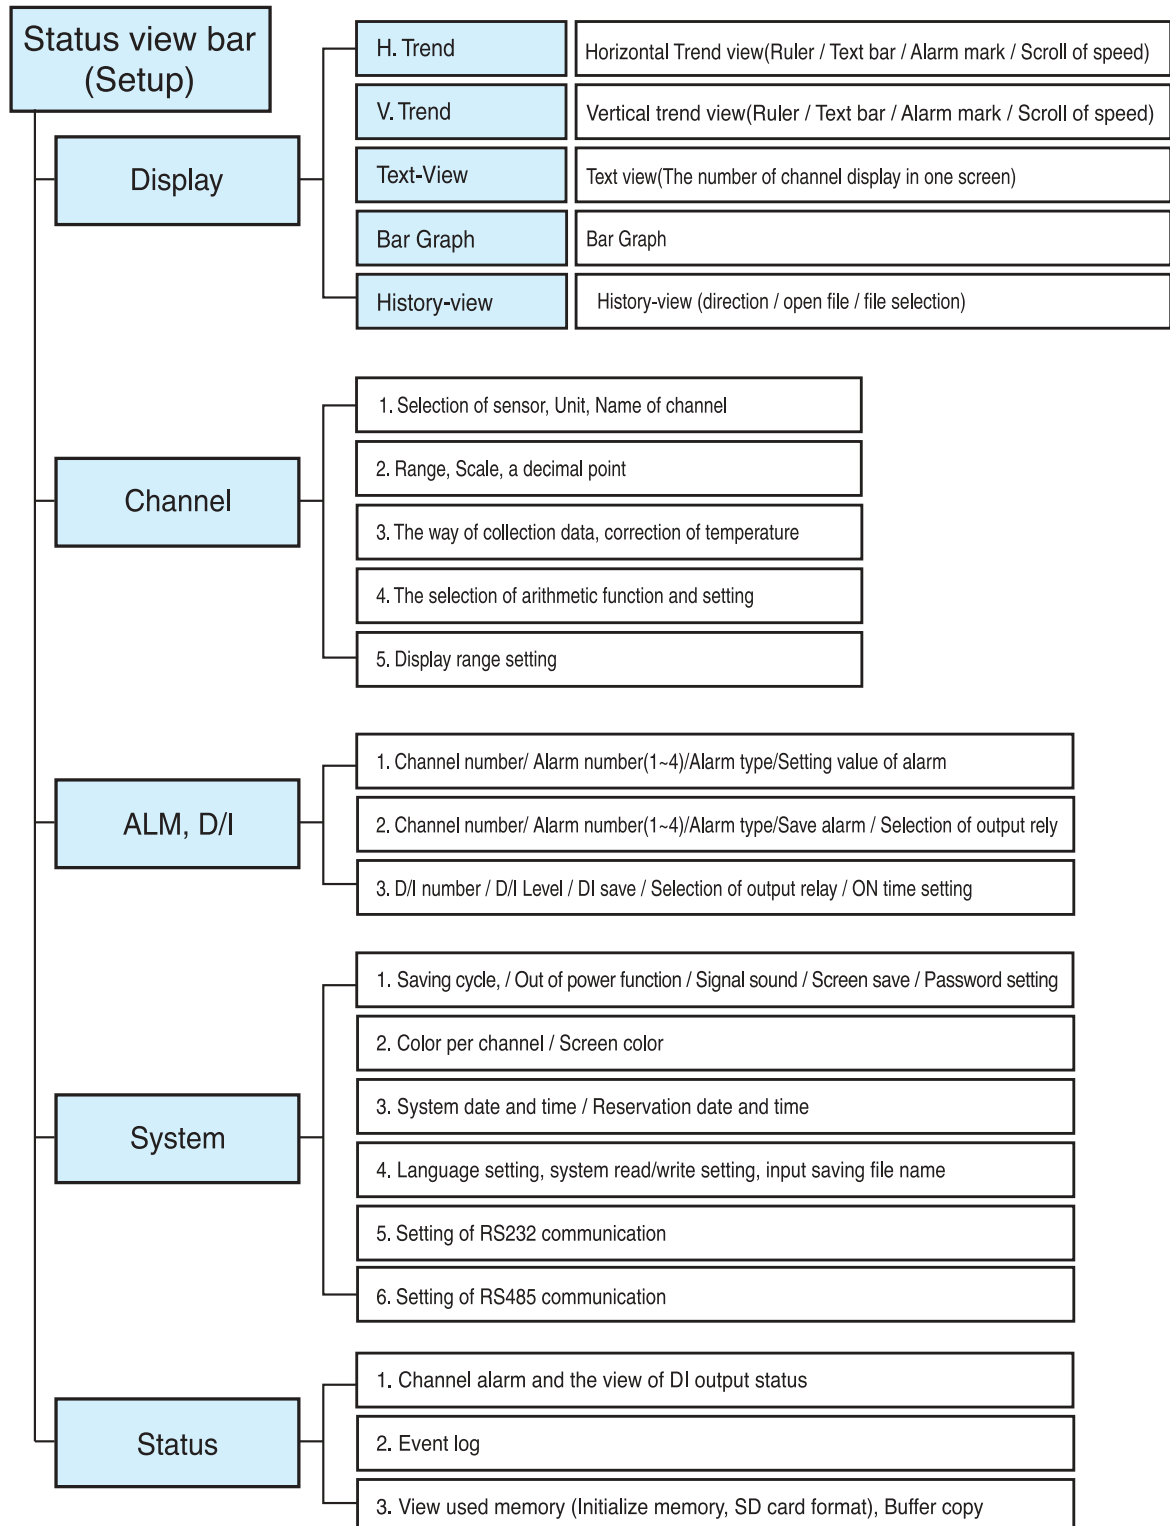 Status view bar
(Setup)
Display
H. Trend
Horizontal Trend view(Ruler / Text bar / Alarm mark / Scroll of speed)
V. Trend
Vertical trend view(Ruler / Text bar / Alarm mark / Scroll of speed)
Text-View
Text view(The number of channel display in one screen)
Bar Graph
Bar Graph
History-view
History-view (direction / open file / file selection)
Channel
1. Selection of sensor, Unit, Name of channel
2. Range, Scale, a decimal point
3. The way of collection data, correction of temperature
4. The selection of arithmetic function and setting
5. Display range setting
ALM, D/I
1. Channel number/ Alarm number(1~4)/Alarm type/Setting value of alarm
2. Channel number/ Alarm number(1~4)/Alarm type/Save alarm / Selection of output rely
3. D/I number / D/I Level / DI save / Selection of output relay / ON time setting
System
1. Saving cycle, / Out of power function / Signal sound / Screen save / Password setting
2. Color per channel / Screen color
3. System date and time / Reservation date and time
4. Language setting, system read/write setting, input saving file name
5. Setting of RS232 communication
6. Setting of RS485 communication
Status
1. Channel alarm and the view of DI output status
2. Event log
3. View used memory (Initialize memory, SD card format), Buffer copy